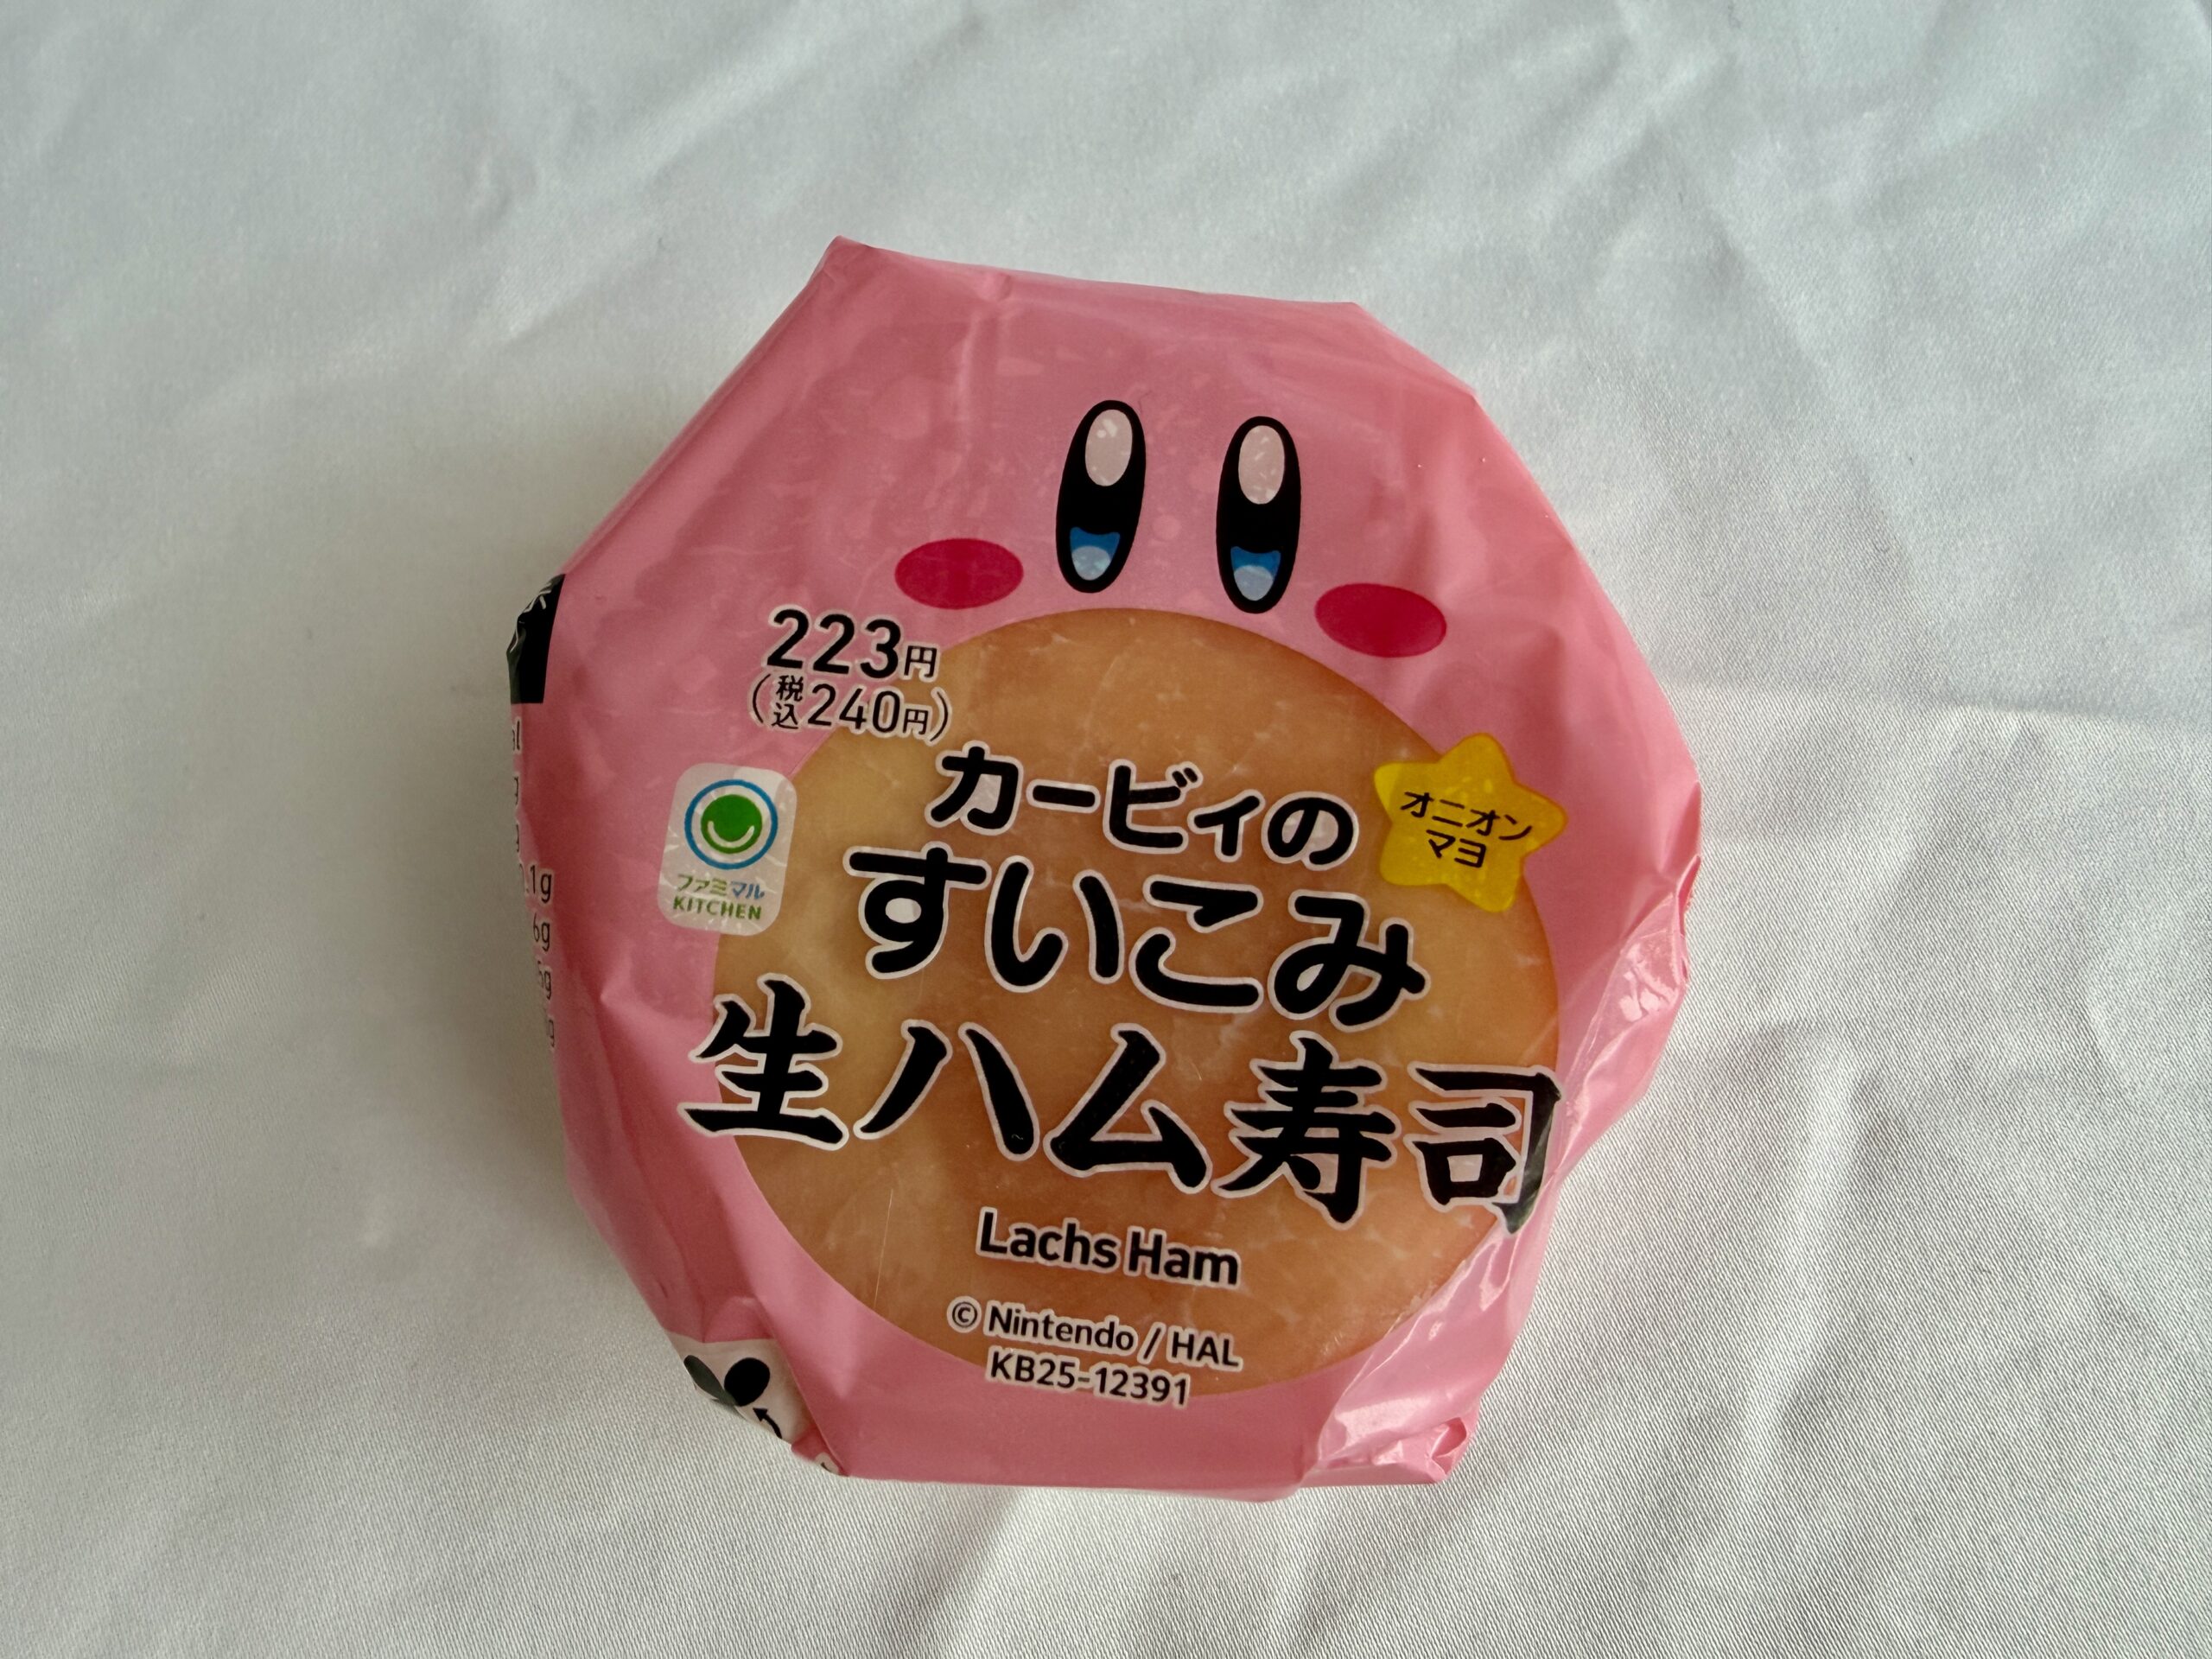 223円
(税込240円)
カービィの
オニオン
マヨ
すいこみ
ファミマル
KITCHEN
生ハム寿司
Lachs Ham
© Nintendo / HAL
KB25-12391